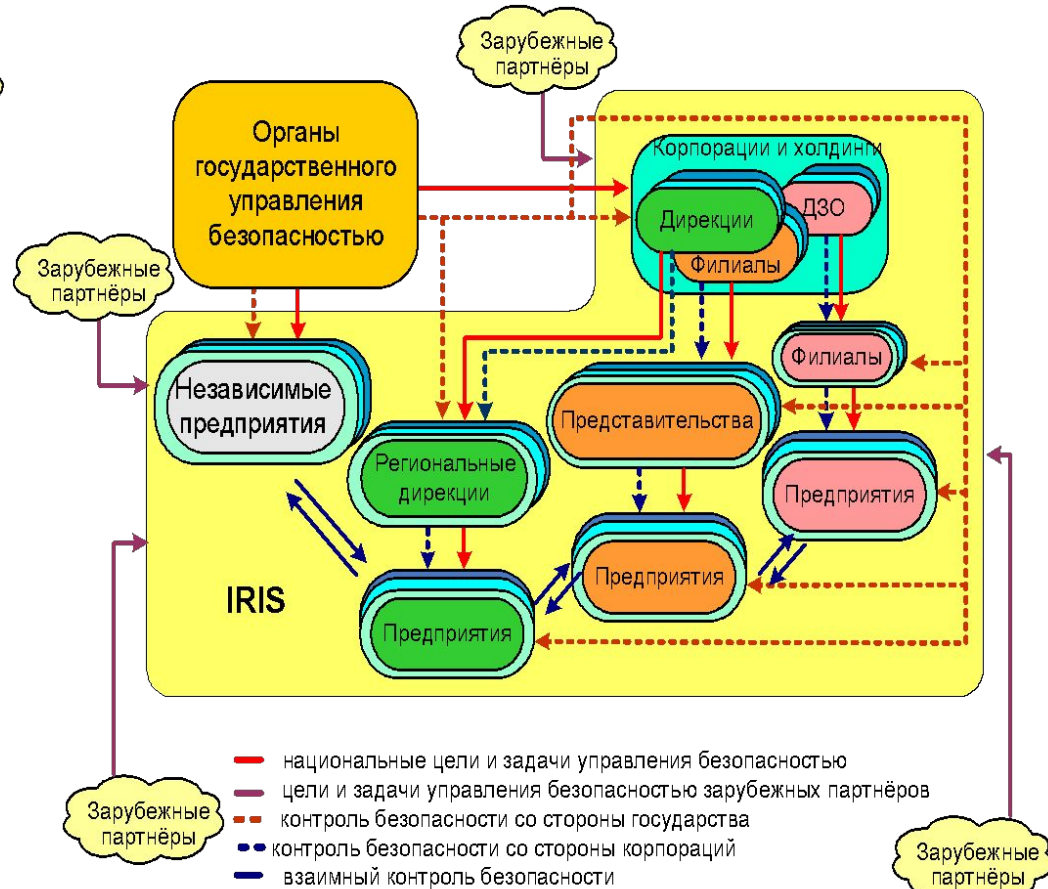 Зарубежные
партнёры
Органы
государственного
управления
безопасностью
Корпорации и холдинги
Дирекции
ДЗО
Филиалы
Зарубежные
партнёры
Независимые
предприятия
Филиалы
Представительства
Региональные
дирекции
Предприятия
Предприятия
IRIS
Предприятия
национальные цели и задачи управления безопасностью
цели и задачи управления безопасностью зарубежных партнёров
контроль безопасности со стороны государства
контроль безопасности со стороны корпораций
взаимный контроль безопасности
Зарубежные
партнёры
Зарубежные
партнёры